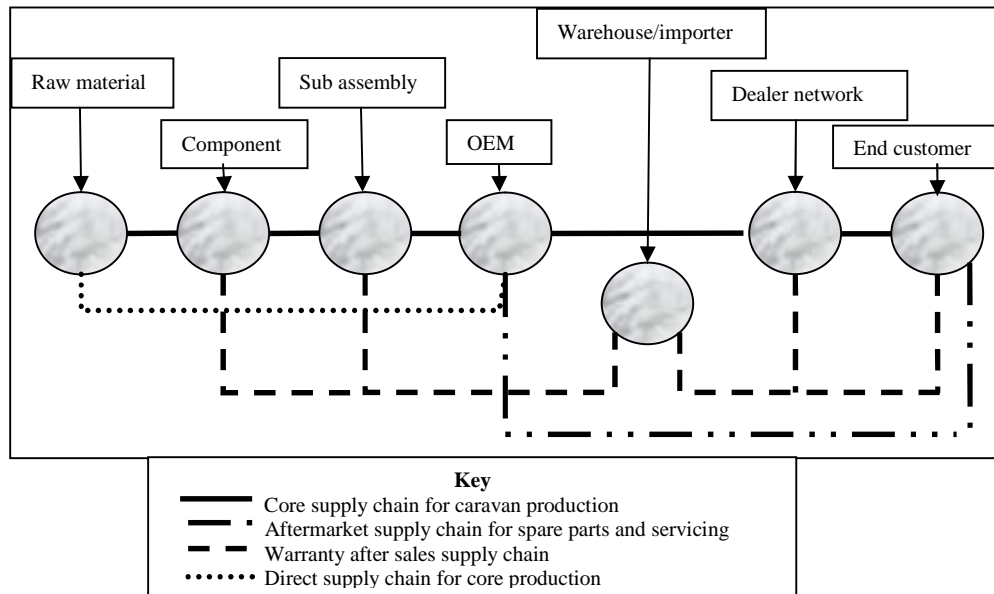 Warehouse/importer
Raw material
Sub assembly
Dealer network
Component
OEM
End customer
Key
Core supply chain for caravan production
Aftermarket supply chain for spare parts and servicing
Warranty after sales supply chain
Direct supply chain for core production